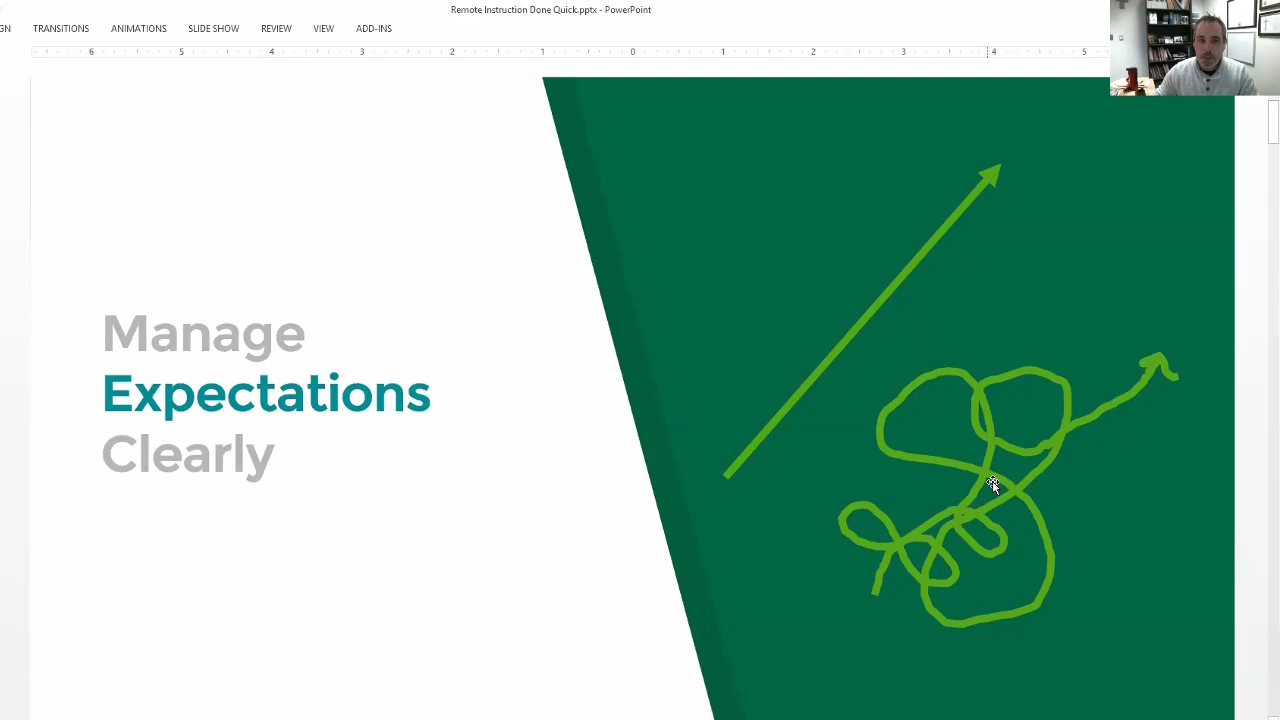 Remote Instruction Done Quick.pptx - PowerPoint
GN TRANSITIONS ANIMATIONS SLIDE SHOW REVIEW VIEW ADD-INS
6 5 4 3 2 1 0 1 2 3 4 5
Manage
Expectations
Clearly